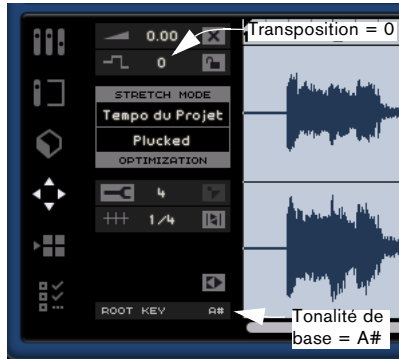 Transposition = 0
0.00
0
STRETCH MODE
Tempo du Projet
Plucked
OPTIMIZATION
4
1/4
ROOT KEY A#
Tonalité de
base = A#